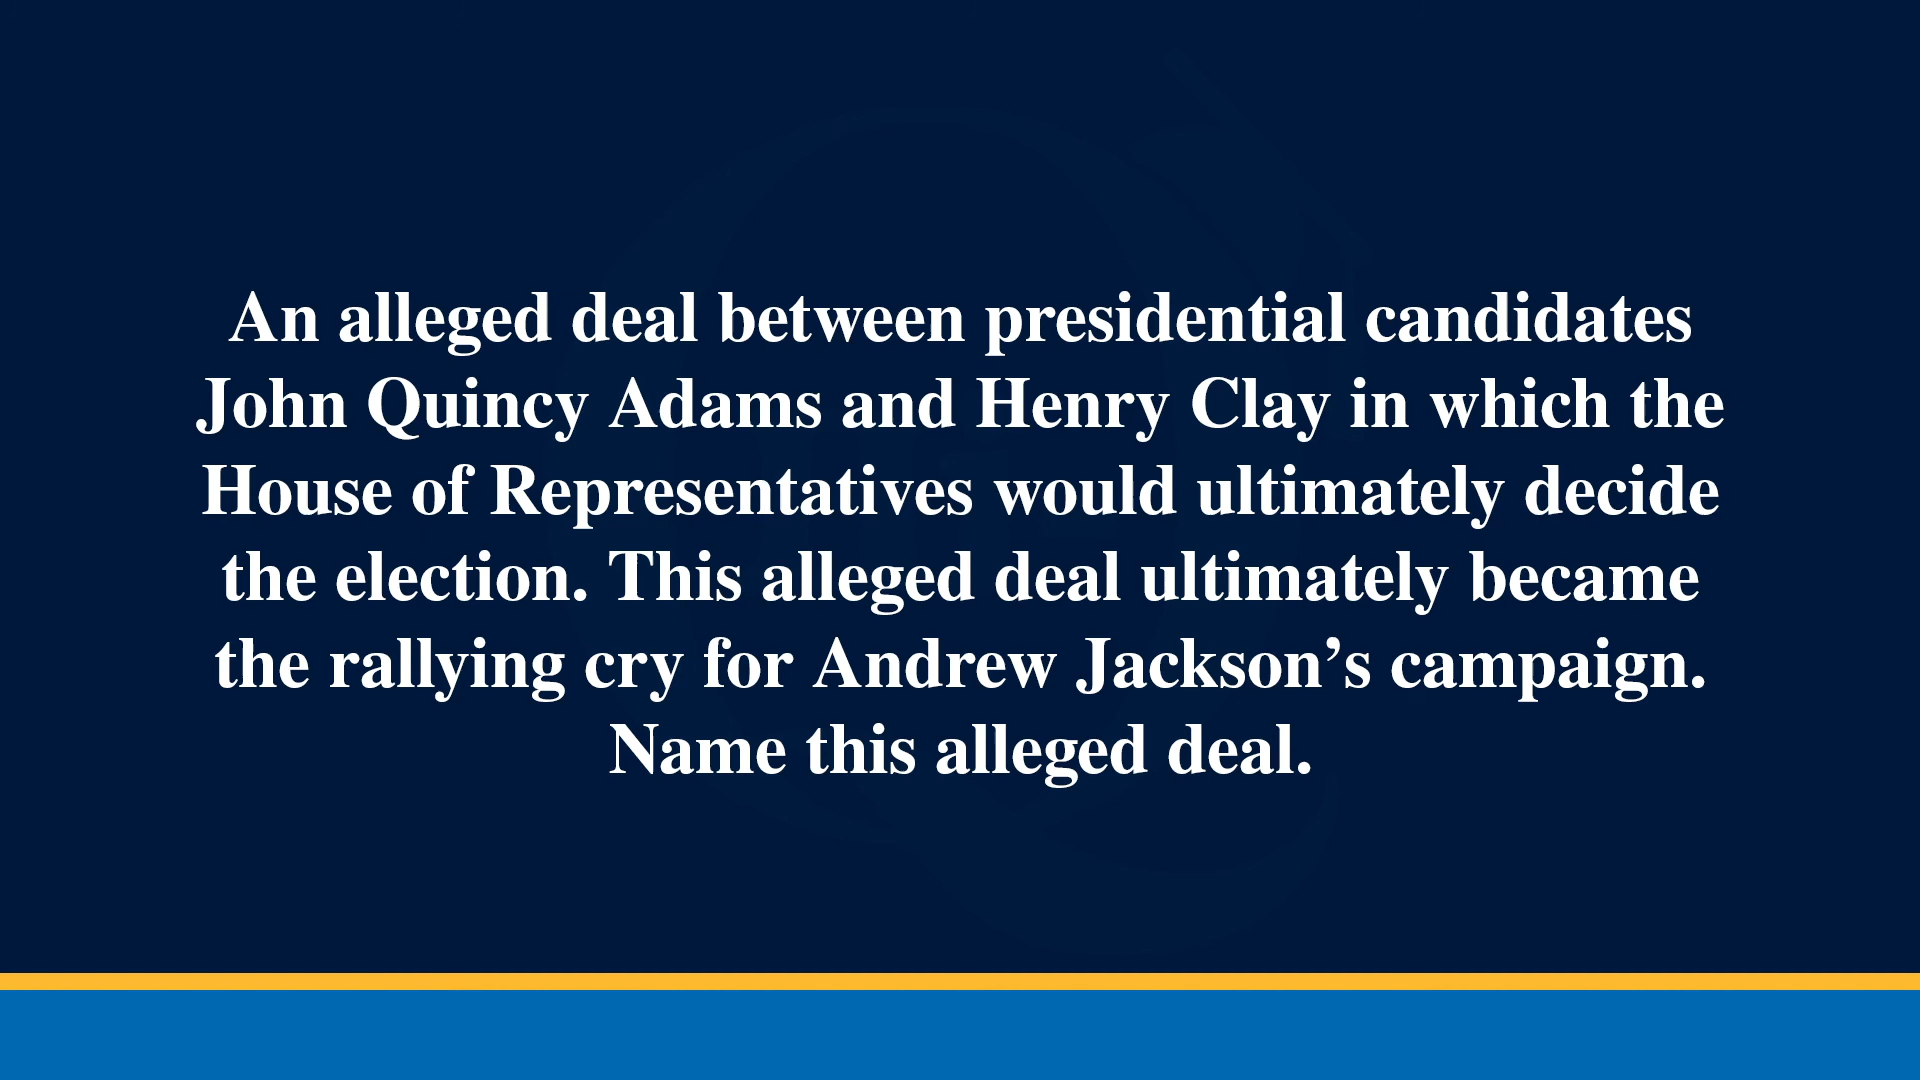 An alleged deal between presidential candidates
John Quincy Adams and Henry Clay in which the
House of Representatives would ultimately decide
the election. This alleged deal ultimately became
the rallying cry for Andrew Jackson’s campaign.
Name this alleged deal.